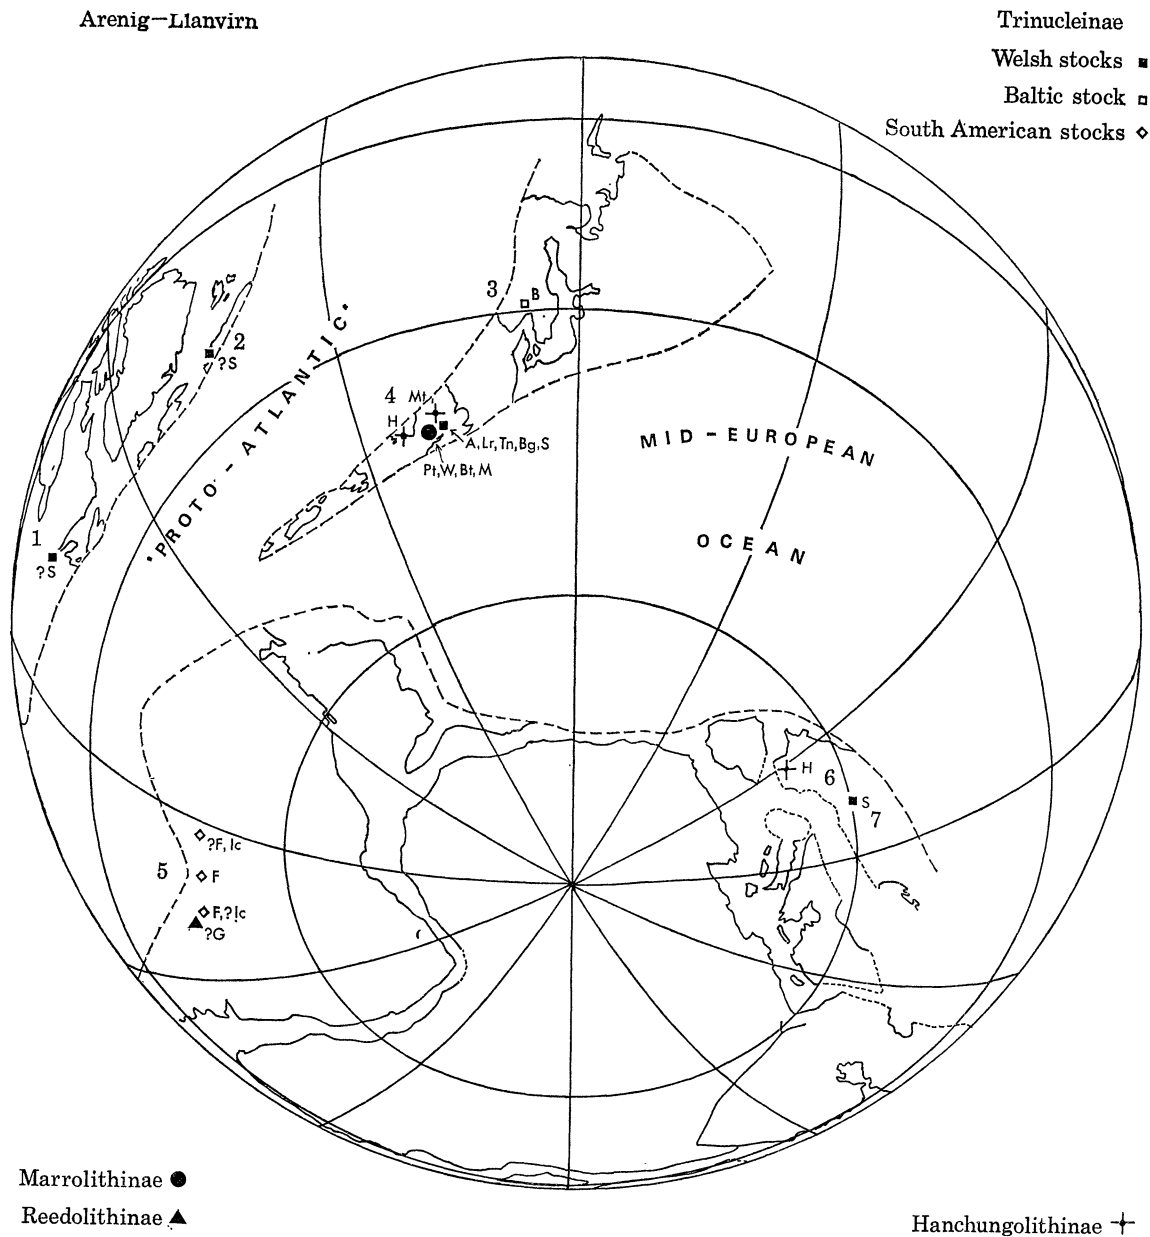 Arenig—Llanvirn
Trinucleinae
Welsh stocks
Baltic stock
South American stocks
3
B
2
?S
'PROTO-ATLANTIC'
4
Mt
H
A,Lr,Tn,Bg,S
Pt,W,Bt,M
MID-EUROPEAN
OCEAN
1
?S
H
6
S
7
?F,Ic
5
F
F,?Ic
?G
Marrolithinae
Reedolithinae
Hanchungolithinae